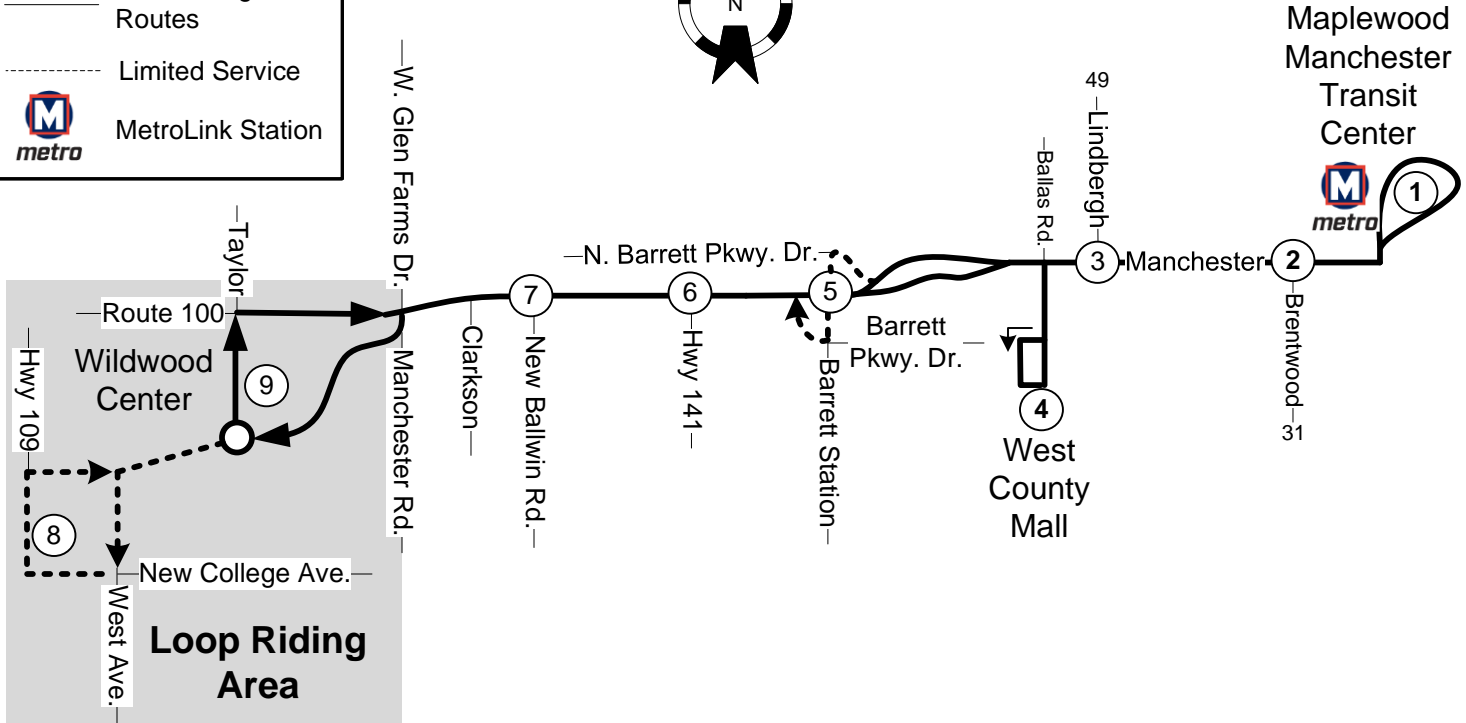 Routes
Limited Service
M
metro
MetroLink Station
N
Maplewood
Manchester
Transit
Center
M
metro
1
W. Glen Farms Dr.
49
Lindbergh
Ballas Rd.
Taylor
N. Barrett Pkwy. Dr.
3
Manchester
2
7
6
5
Route 100
Barrett
Pkwy. Dr.
Brentwood
31
Hwy 109
Wildwood
Center
9
Manchester Rd.
Clarkson
New Ballwin Rd.
Hwy 141
Barrett Station
4
West
County
Mall
8
New College Ave.
West Ave.
Loop Riding
Area